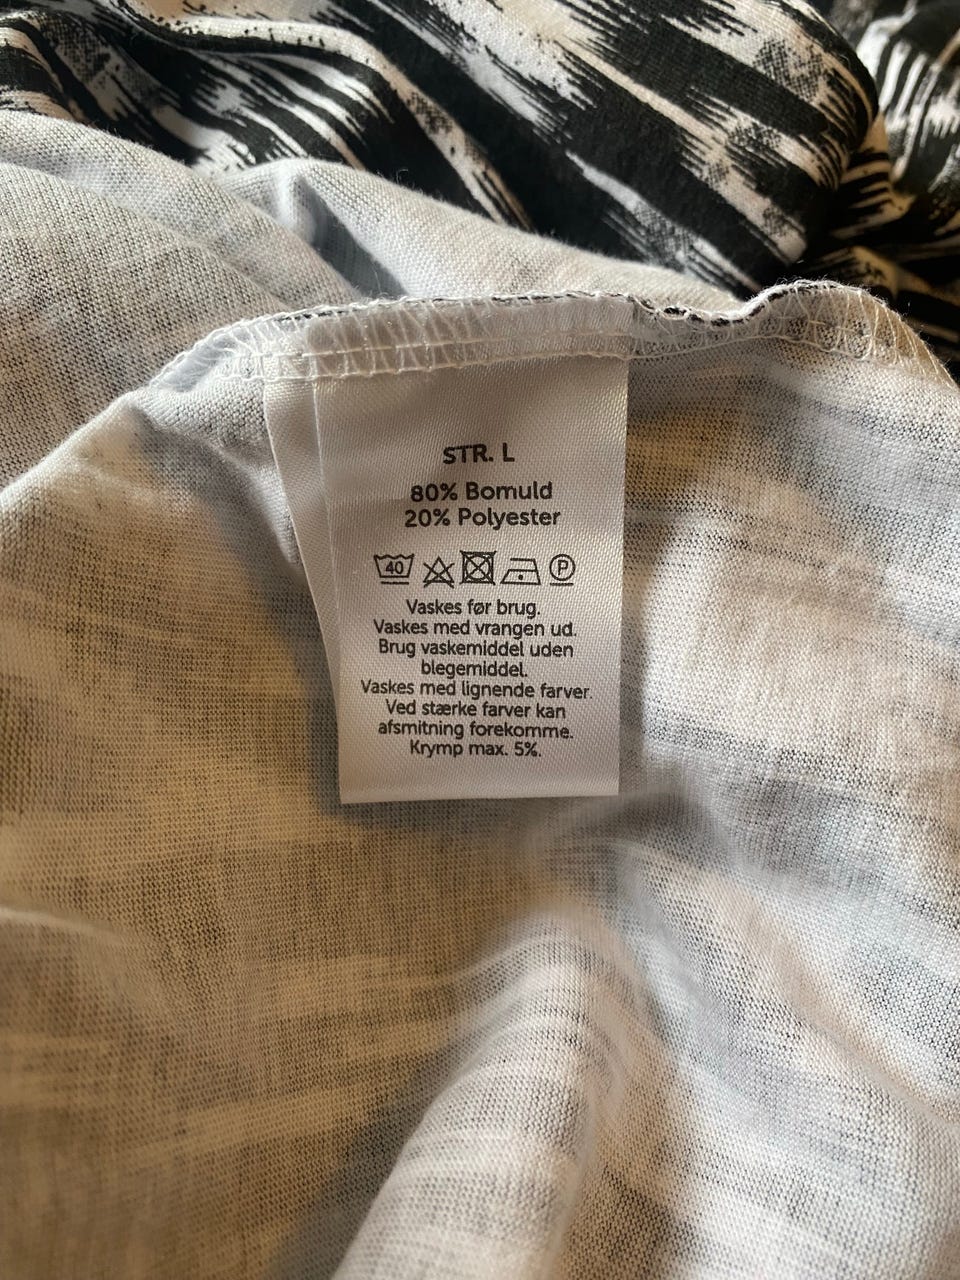 STR. L
80% Bomuld
20% Polyester
40 P
Vaskes før brug.
Vaskes med vrangen ud.
Brug vaskemiddel uden
blegemiddel.
Vaskes med lignende farver.
Ved stærke farver kan
afsmitning forekomme.
Krymp max. 5%.